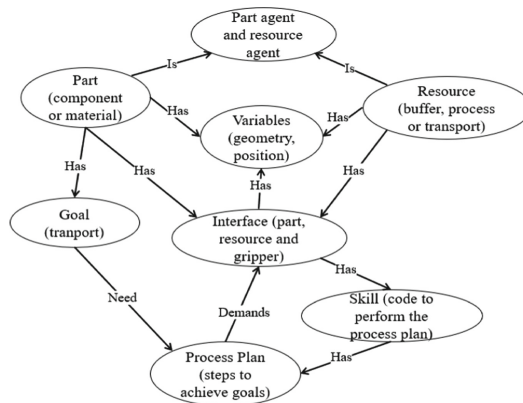 Part agent
and resource
agent
Is
Is
Part
(component
or material)
Resource
(buffer, process
or transport)
Has
Variables
(geometry,
position)
Has
Has
Has
Has
Has
Goal
(tranport)
Interface (part,
resource and
gripper)
Has
Skill (code to
perform the
process plan)
Need
Demands
Has
Process Plan
(steps to
achieve goals)